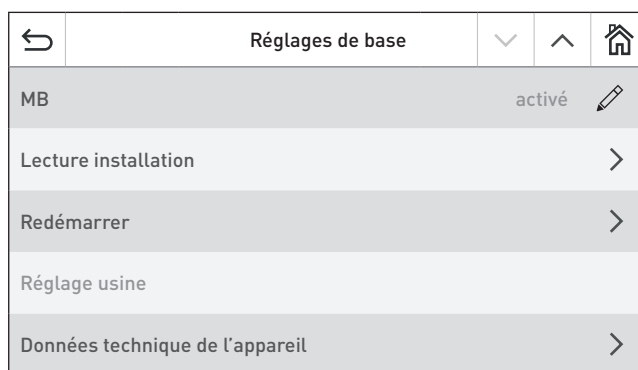 Réglages de base
MB activé
Lecture installation
Redémarrer
Réglage usine
Données technique de l'appareil